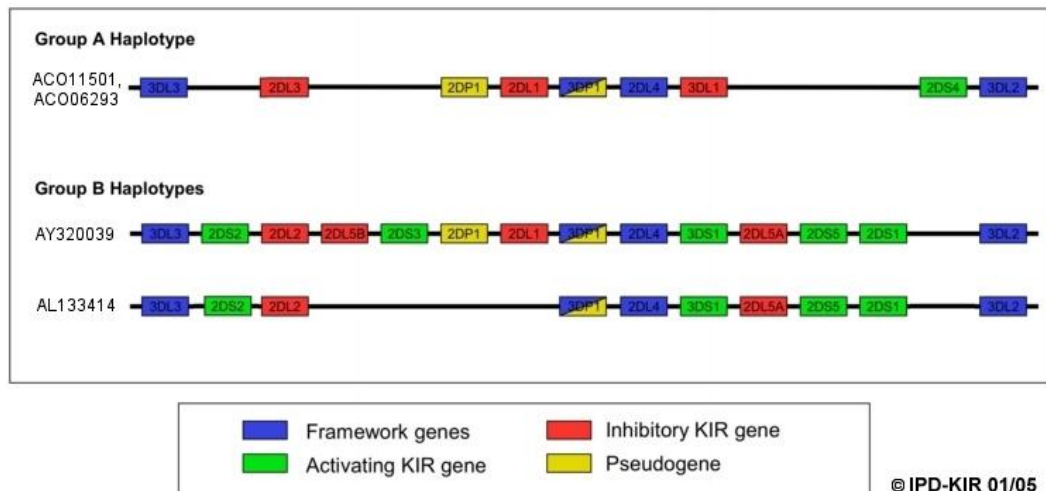 Group A Haplotype
ACO11501,
ACO06293
3DL3 2DL3 2DP1 2DL1 3DP1 2DL4 3DL1 2DS4 3DL2
Group B Haplotypes
AY320039 3DL3 2DS2 2DL2 2DL5B 2DS3 2DP1 2DL1 3DP1 2DL4 3DS1 2DL5A 2DS5 2DS1 3DL2
AL133414 3DL3 2DS2 2DL2 3DP1 2DL4 3DS1 2DL5A 2DS5 2DS1 3DL2
Framework genes Inhibitory KIR gene
Activating KIR gene Pseudogene
© IPD-KIR 01/05